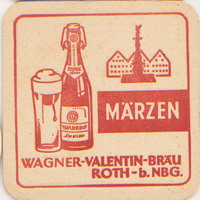 MÄRZEN
WAGNER-VALENTIN-BRÄU
ROTH-b. NBG.